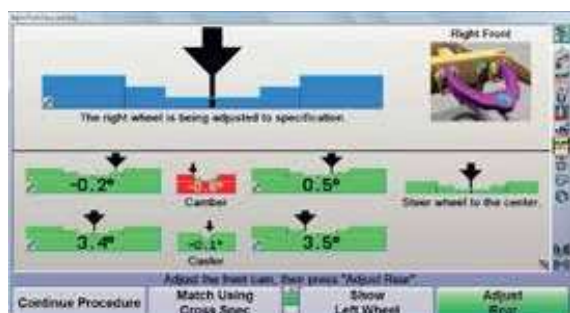 Right Front
The right wheel is being adjusted to specification.
-0.2° 0.5°
Camber
Steer wheel to the center.
3.4° -0.1° 3.5°
Caster
Adjust the front cam, then press "Adjust Rear"
Continue Procedure
Match Using
Cross Spec
Show
Left Wheel
Adjust
Rear